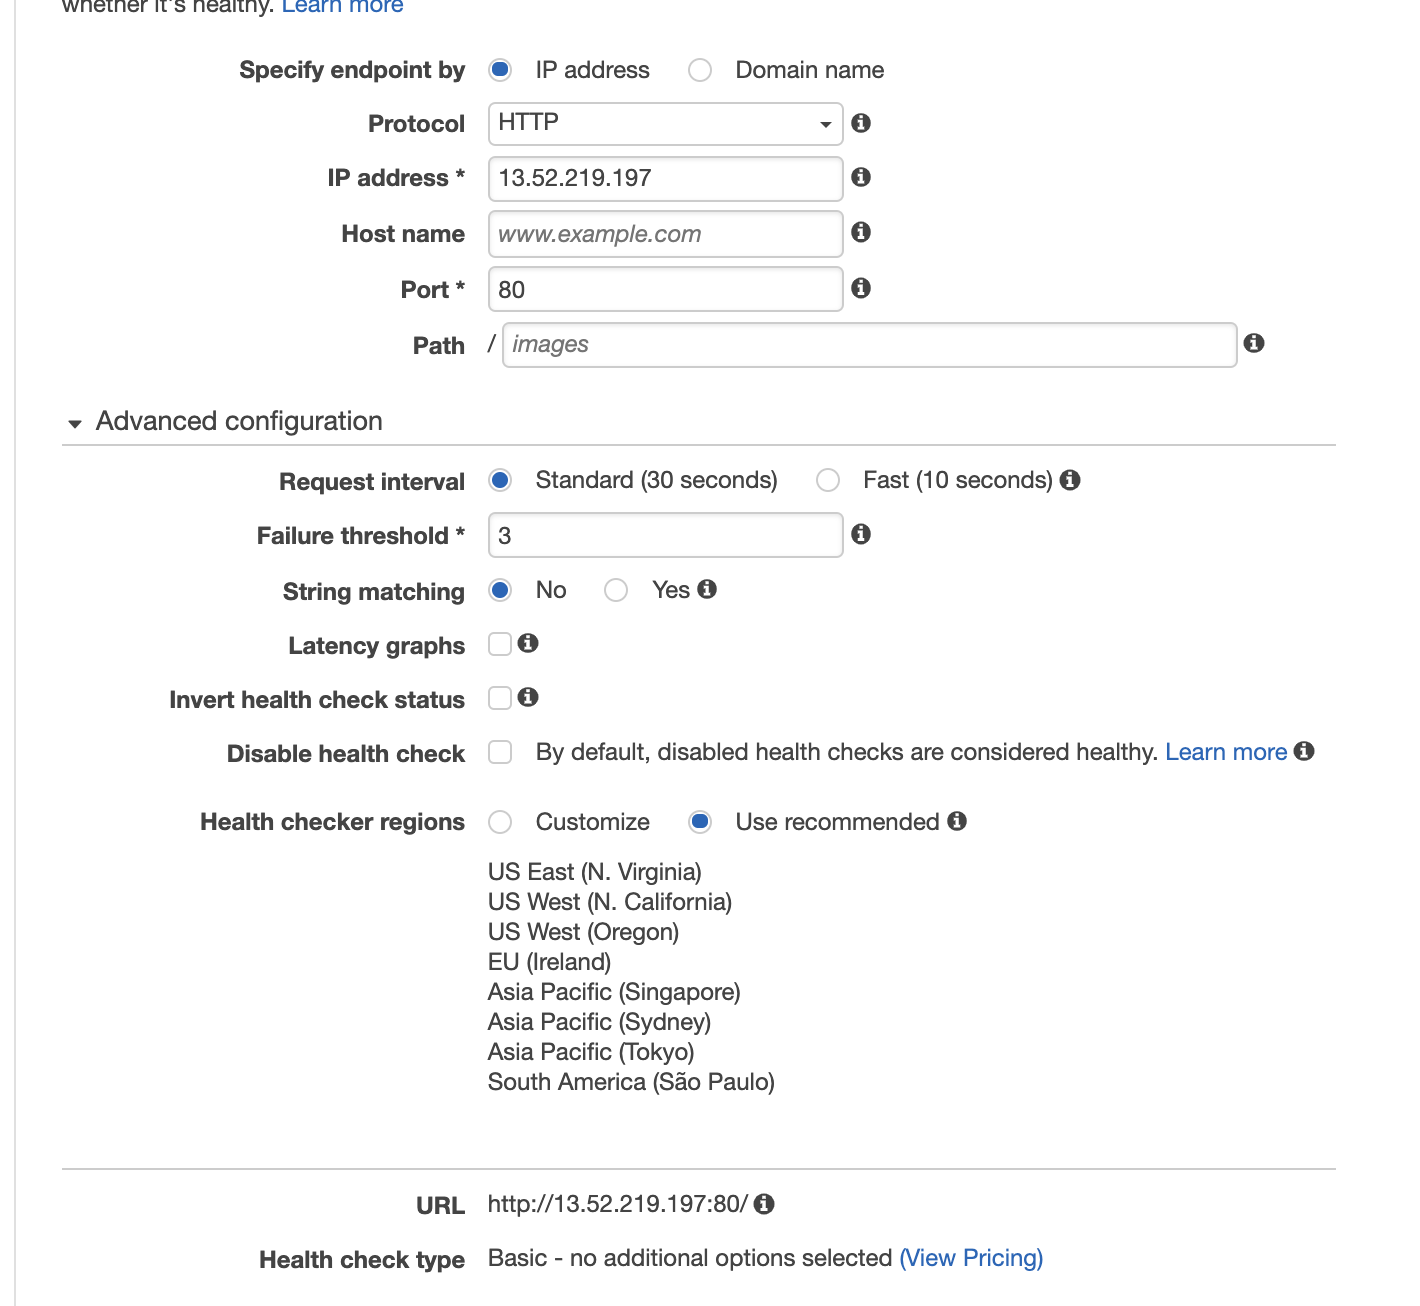 whether it's healthy. Learn more
Specify endpoint by IP address Domain name
Protocol HTTP
IP address * 13.52.219.197
Host name www.example.com
Port * 80
Path / images
Advanced configuration
Request interval Standard (30 seconds) Fast (10 seconds)
Failure threshold * 3
String matching No Yes
Latency graphs
Invert health check status
Disable health check By default, disabled health checks are considered healthy. Learn more
Health checker regions Customize Use recommended
US East (N. Virginia)
US West (N. California)
US West (Oregon)
EU (Ireland)
Asia Pacific (Singapore)
Asia Pacific (Sydney)
Asia Pacific (Tokyo)
South America (São Paulo)
URL http://13.52.219.197:80/
Health check type Basic - no additional options selected (View Pricing)